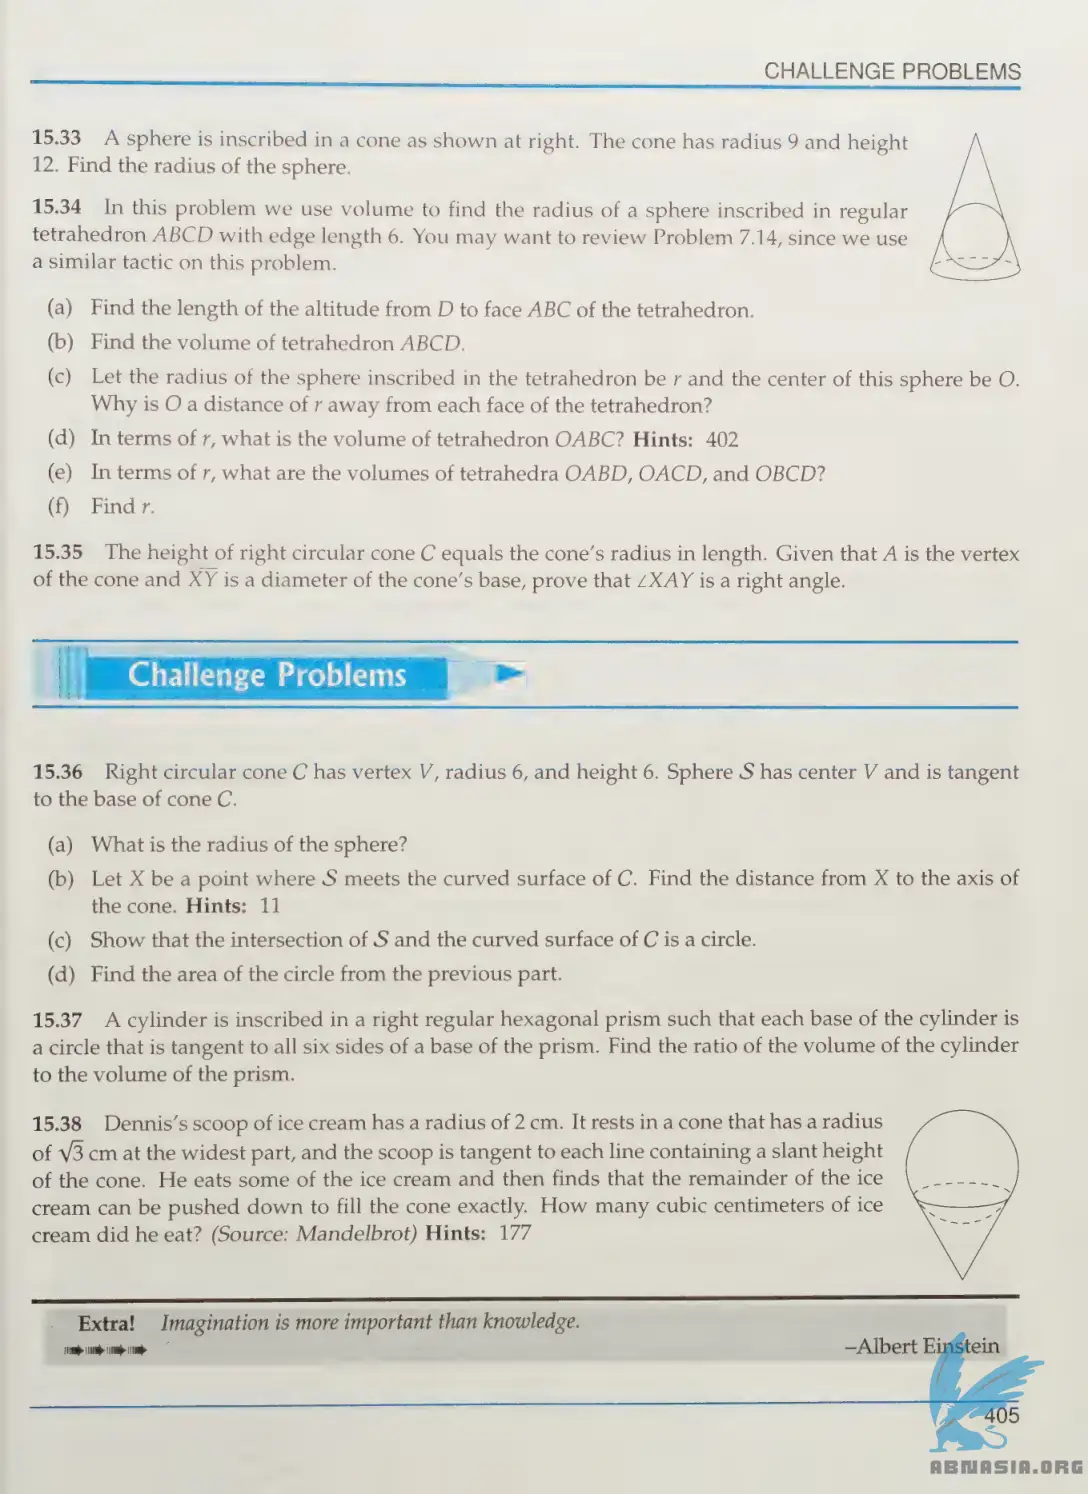 CHALLENGE PROBLEMS
15.33 A sphere is inscribed in a cone as shown at right. The cone has radius 9 and height
12. Find the radius of the sphere.
15.34 In this problem we use volume to find the radius of a sphere inscribed in regular
tetrahedron ABCD with edge length 6. You may want to review Problem 7.14, since we use
a similar tactic on this problem.
(a) Find the length of the altitude from D to face ABC of the tetrahedron.
(b) Find the volume of tetrahedron ABCD.
(c) Let the radius of the sphere inscribed in the tetrahedron be r and the center of this sphere be O.
Why is O a distance of r away from each face of the tetrahedron?
(d) In terms of r, what is the volume of tetrahedron OABC? Hints: 402
(e) In terms of r, what are the volumes of tetrahedra OABD, OACD, and OBCD?
(f) Find r.
15.35 The height of right circular cone C equals the cone's radius in length. Given that A is the vertex
of the cone and X̅Y̅ is a diameter of the cone's base, prove that ∠XAY is a right angle.
Challenge Problems
15.36 Right circular cone C has vertex V, radius 6, and height 6. Sphere S has center V and is tangent
to the base of cone C.
(a) What is the radius of the sphere?
(b) Let X be a point where S meets the curved surface of C. Find the distance from X to the axis of
the cone. Hints: 11
(c) Show that the intersection of S and the curved surface of C is a circle.
(d) Find the area of the circle from the previous part.
15.37 A cylinder is inscribed in a right regular hexagonal prism such that each base of the cylinder is
a circle that is tangent to all six sides of a base of the prism. Find the ratio of the volume of the cylinder
to the volume of the prism.
15.38 Dennis's scoop of ice cream has a radius of 2 cm. It rests in a cone that has a radius
of √3 cm at the widest part, and the scoop is tangent to each line containing a slant height
of the cone. He eats some of the ice cream and then finds that the remainder of the ice
cream can be pushed down to fill the cone exactly. How many cubic centimeters of ice
cream did he eat? (Source: Mandelbrot) Hints: 177
Extra! Imagination is more important than knowledge.
–Albert Einstein
405
ABNASIA.ORG